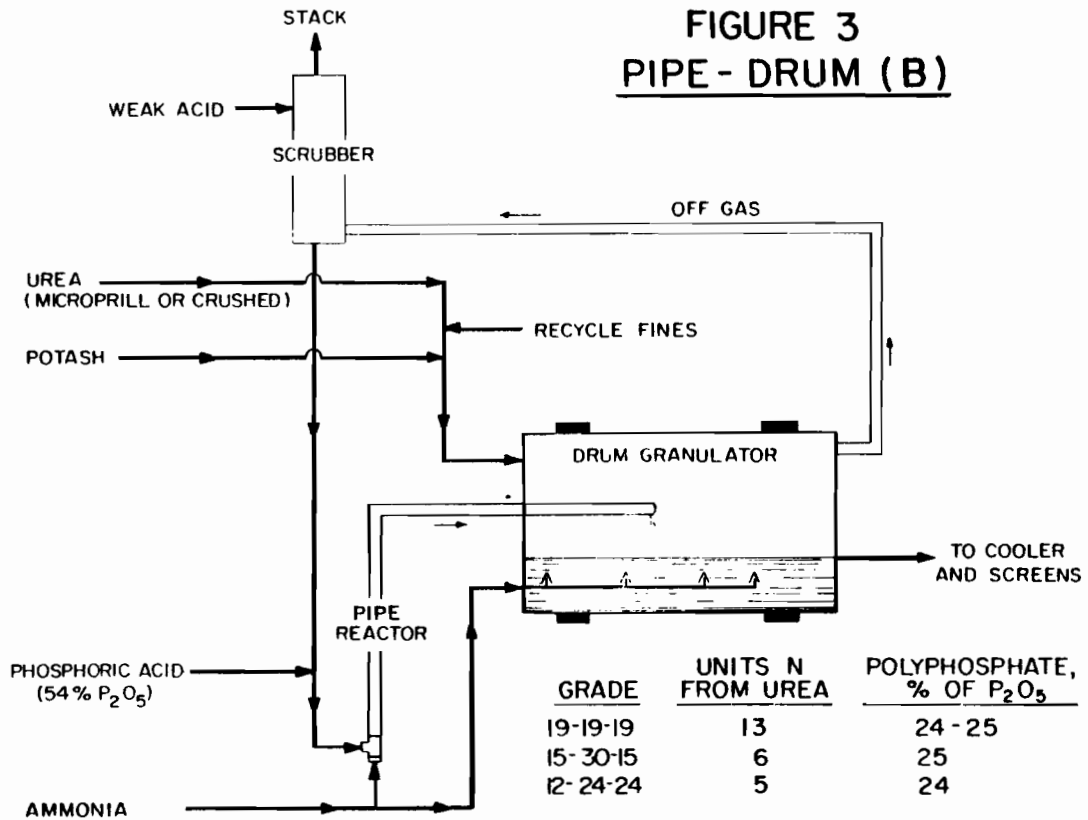 FIGURE 3
PIPE-DRUM (B)
STACK
WEAK ACID
SCRUBBER
OFF GAS
UREA
(MICROPRILL OR CRUSHED)
RECYCLE FINES
POTASH
DRUM GRANULATOR
TO COOLER
AND SCREENS
PIPE
REACTOR
PHOSPHORIC ACID
(54% P₂O₅)
AMMONIA
GRADE UNITS N FROM UREA POLYPHOSPHATE, % OF P₂O₅
19-19-19 13 24-25
15-30-15 6 25
12-24-24 5 24